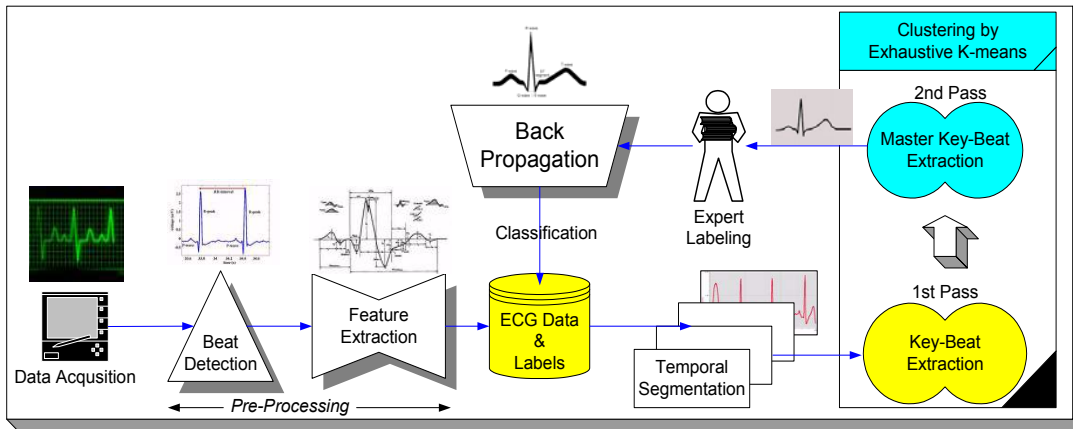 Clustering by
Exhaustive K-means
2nd Pass
Master Key-Beat
Extraction
1st Pass
Key-Beat
Extraction
Back
Propagation
Expert
Labeling
Classification
Data Acqusition
Beat
Detection
Feature
Extraction
Pre-Processing
ECG Data
&
Labels
Temporal
Segmentation